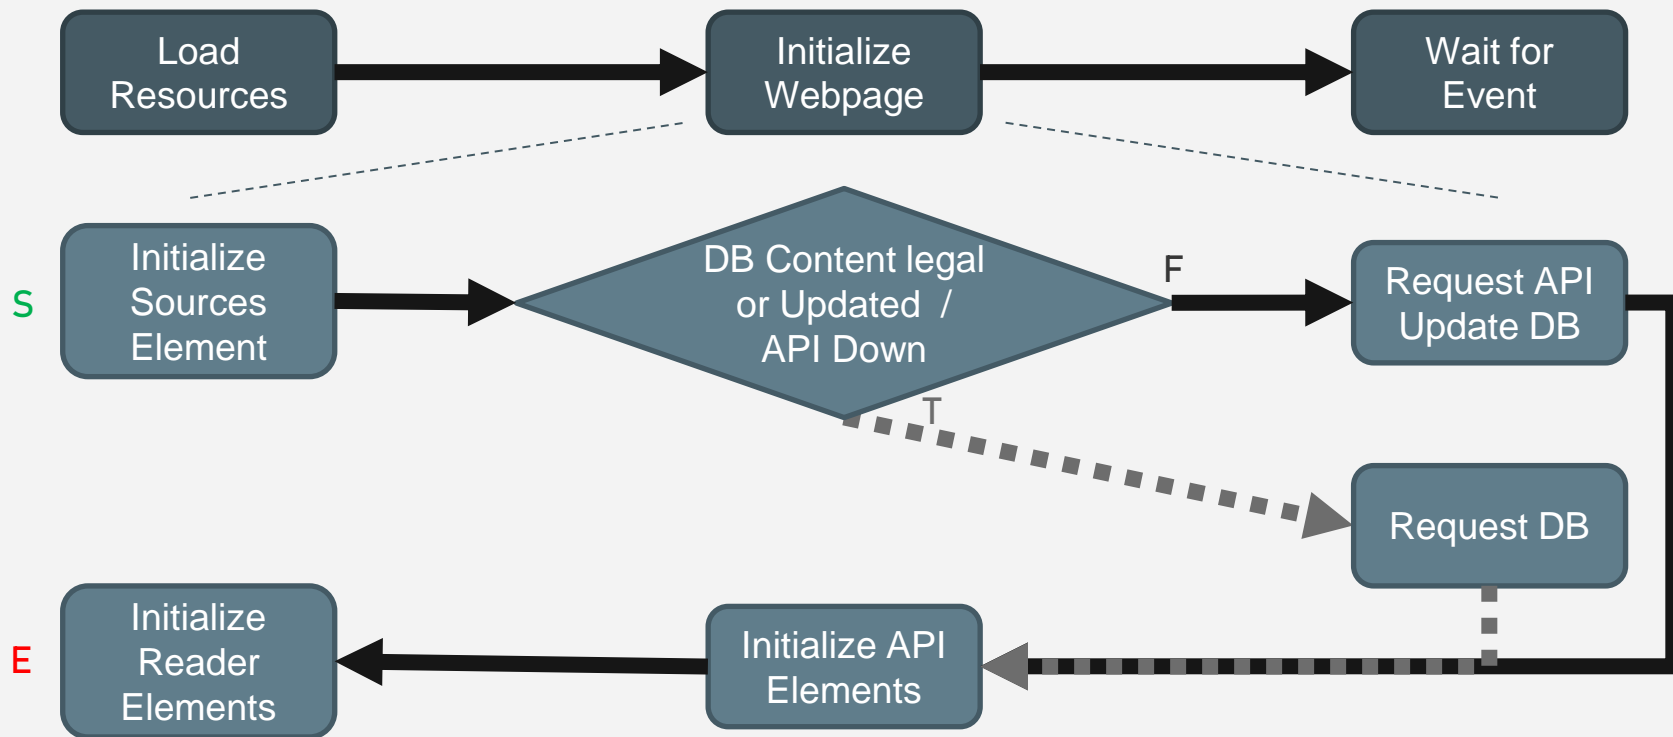 Load
Resources
Initialize
Webpage
Wait for
Event
S
Initialize
Sources
Element
DB Content legal
or Updated  /
API Down
F
Request API
Update DB
T
Request DB
E
Initialize
Reader
Elements
Initialize API
Elements